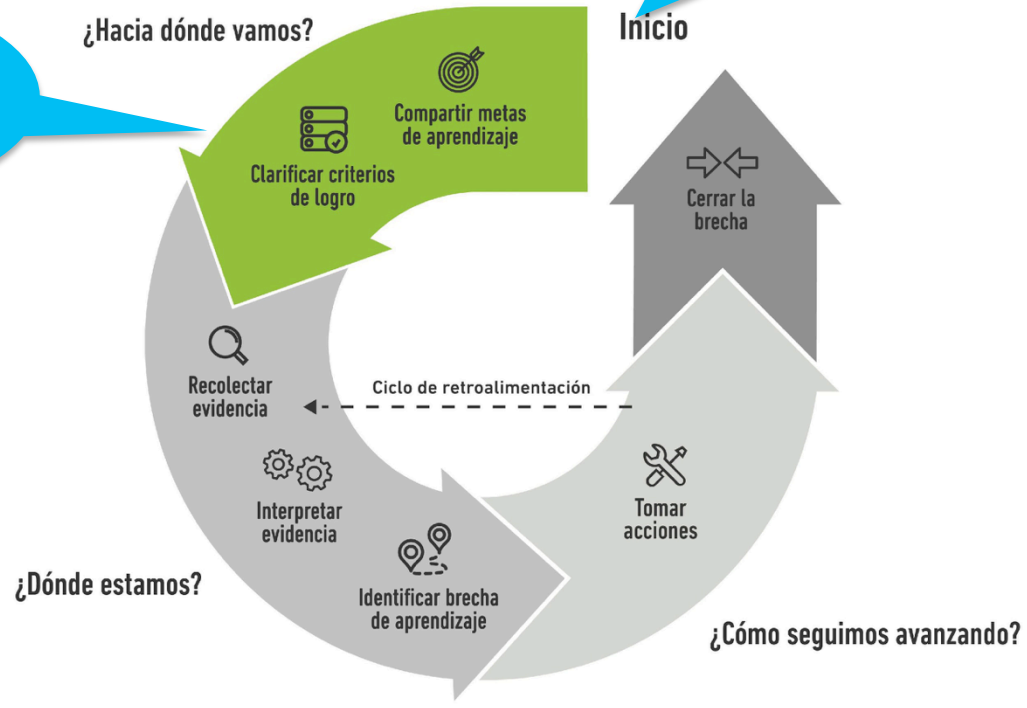 ¿Hacia dónde vamos?
Inicio
Compartir metas
de aprendizaje
Clarificar criterios
de logro
Cerrar la
brecha
Recolectar
evidencia
Ciclo de retroalimentación
Interpretar
evidencia
Tomar
acciones
Identificar brecha
de aprendizaje
¿Dónde estamos?
¿Cómo seguimos avanzando?